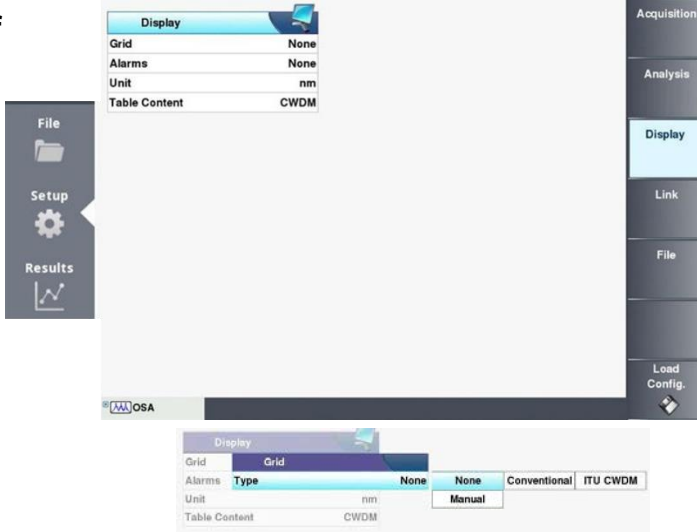 File
Setup
Results
Display
Grid None
Alarms None
Unit nm
Table Content CWDM
OSA
Acquisition
Analysis
Display
Link
File
Load
Config.
Display
Grid Grid
Alarms Type None None Conventional ITU CWDM
Unit nm Manual
Table Content CWDM